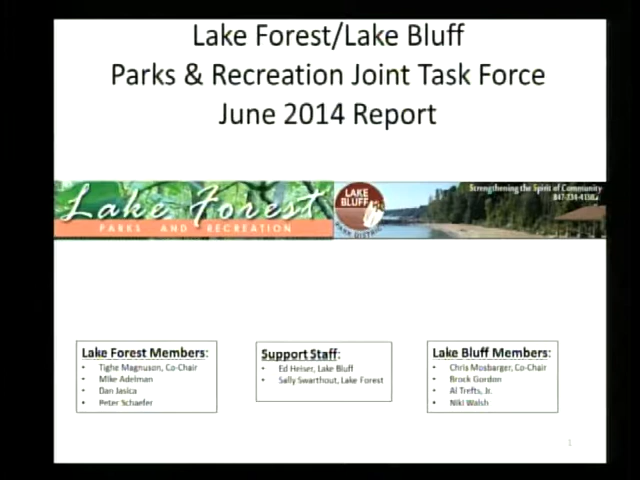 Lake Forest/Lake Bluff
Parks & Recreation Joint Task Force
June 2014 Report
Lake Forest
PARKS AND RECREATION
LAKE
BLUFF
PARK DISTRICT
Strengthening the Spirit of Community
Lake Forest Members:
• Tighe Magnuson, Co-Chair
• Mike Adelman
• Dan Jasica
• Peter Schaefer
Support Staff:
• Ed Heiser, Lake Bluff
• Sally Swarthout, Lake Forest
Lake Bluff Members:
• Chris Mosbarger, Co-Chair
• Brock Gordon
• Al Trefts, Jr.
• Niki Walsh
1